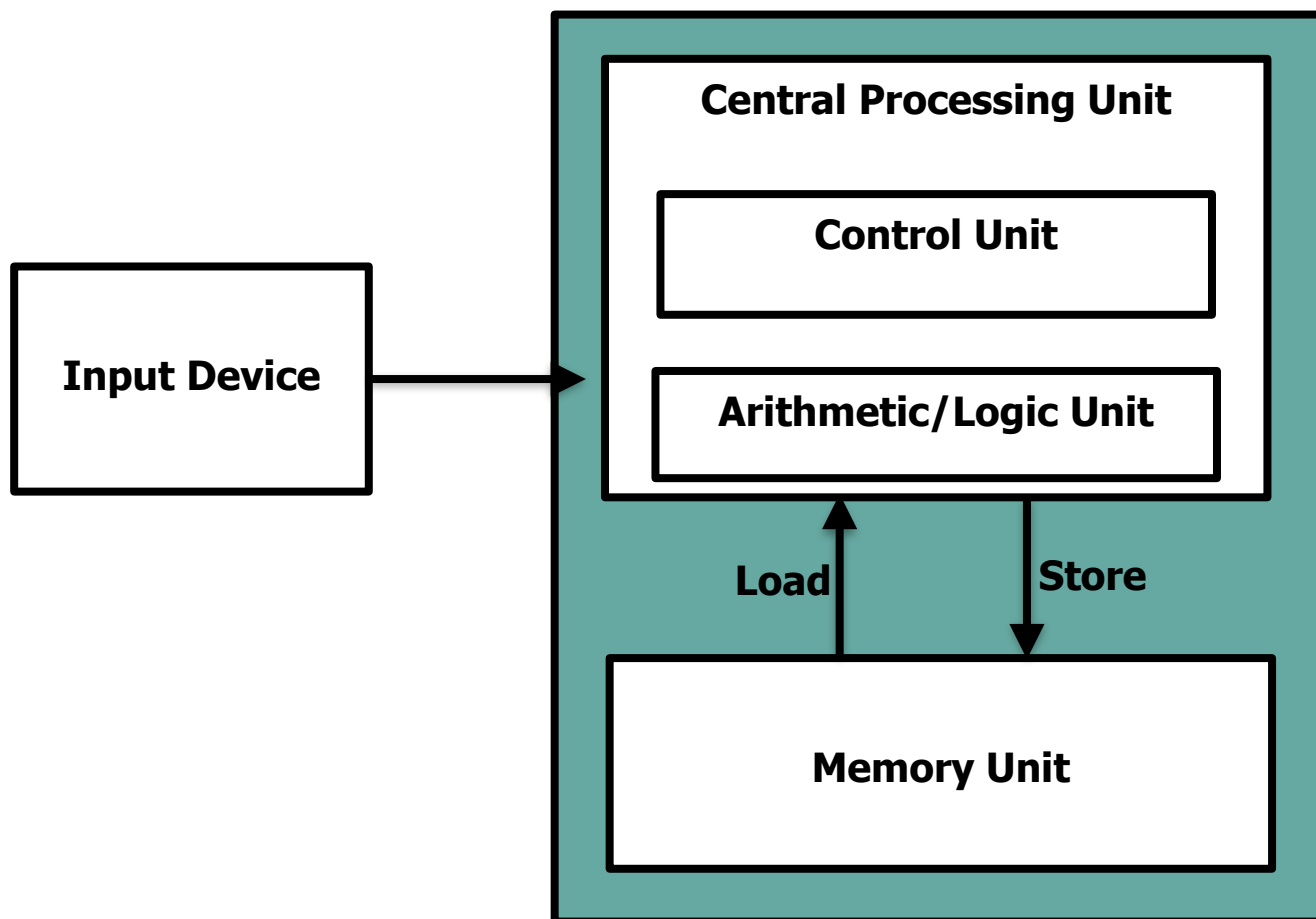 Central Processing Unit
Control Unit
Input Device
Arithmetic/Logic Unit
Load
Store
Memory Unit